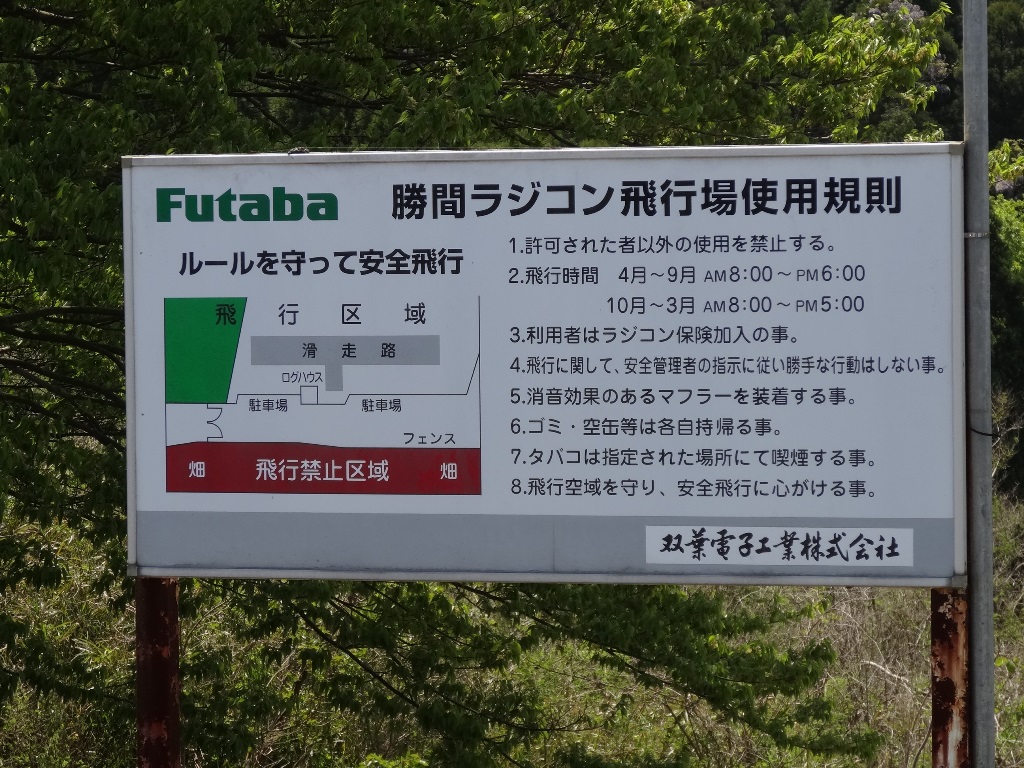 Futaba 勝間ラジコン飛行場使用規則
ルールを守って安全飛行
飛行区域
滑走路
ログハウス
駐車場 駐車場
フェンス
畑 飛行禁止区域 畑
1.許可された者以外の使用を禁止する。
2.飛行時間 4月～9月 AM8:00～PM6:00
10月～3月 AM8:00～PM5:00
3.利用者はラジコン保険加入の事。
4.飛行に関して、安全管理者の指示に従い勝手な行動はしない事。
5.消音効果のあるマフラーを装着する事。
6.ゴミ・空缶等は各自持帰る事。
7.タバコは指定された場所にて喫煙する事。
8.飛行空域を守り、安全飛行に心がける事。
双葉電子工業株式会社